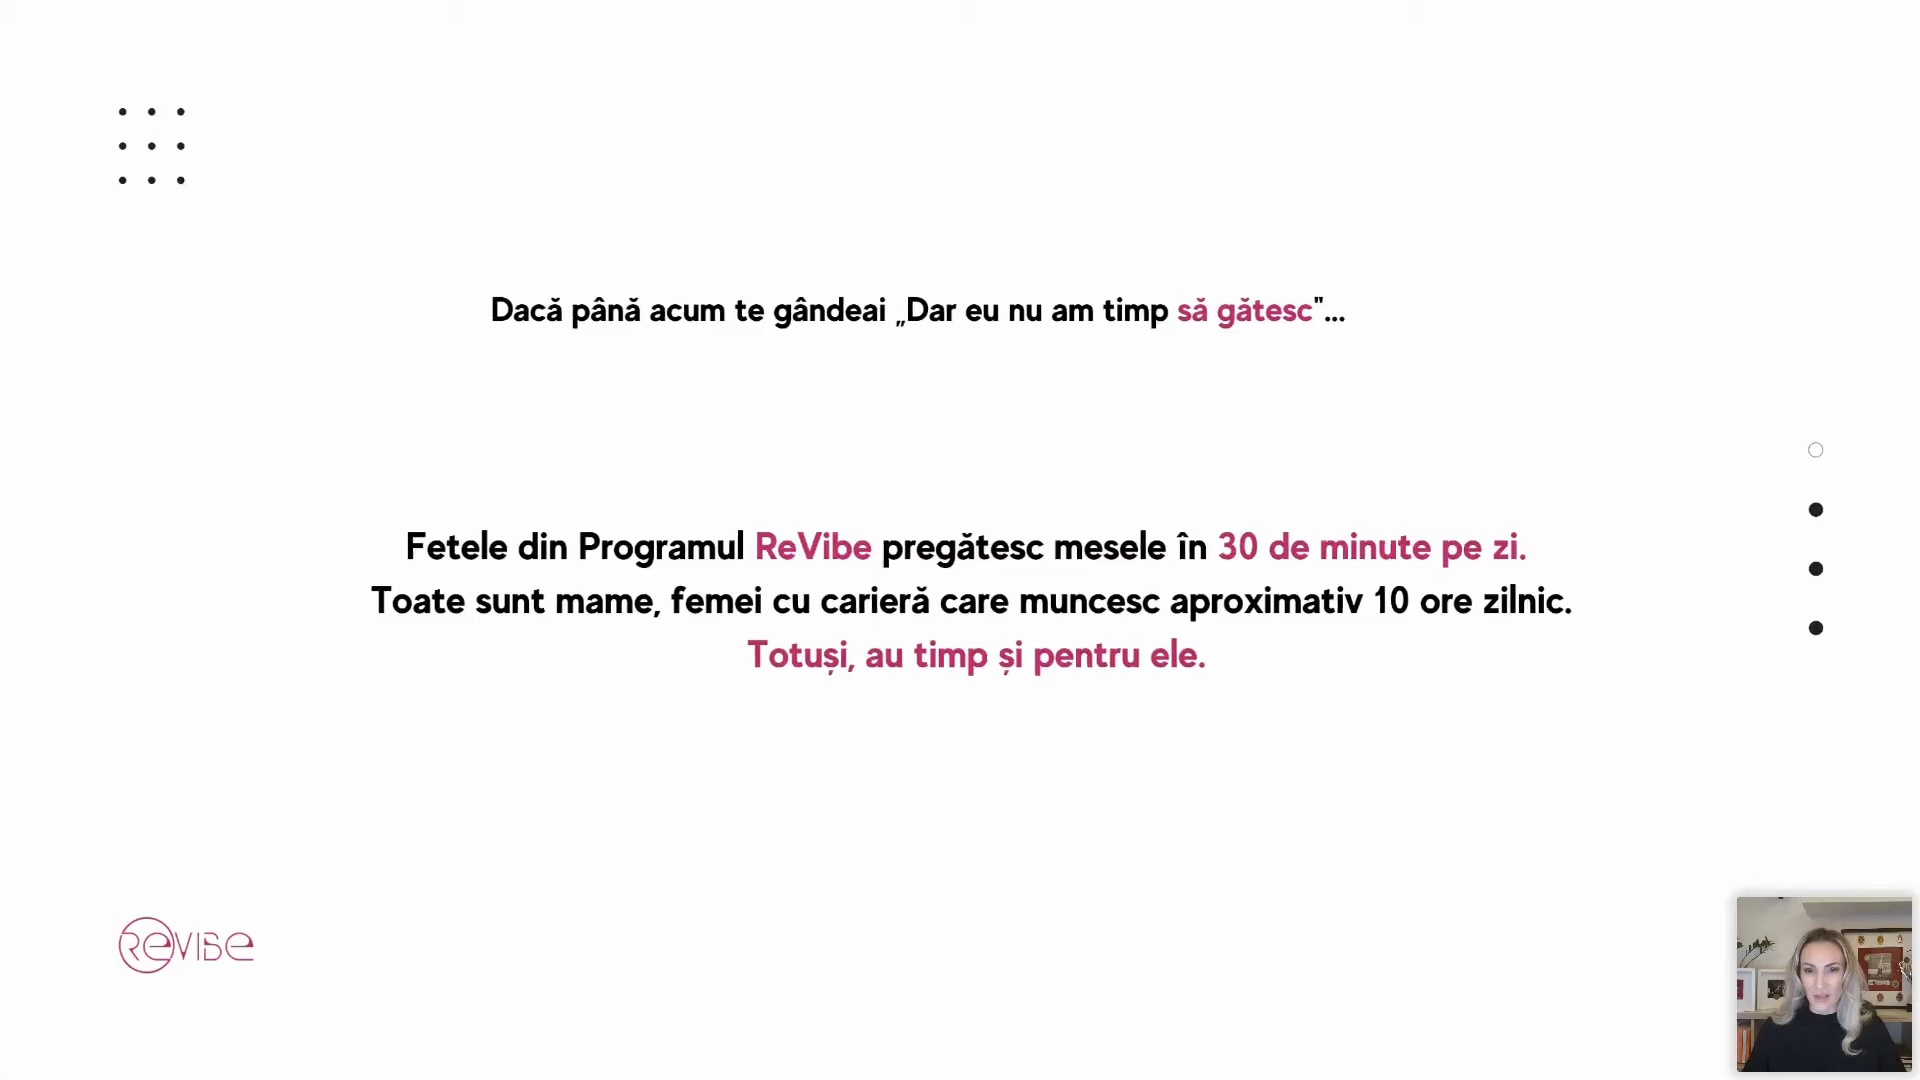 Dacă până acum te gândeai „Dar eu nu am timp să gătesc"...
Fetele din Programul ReVibe pregătesc mesele în 30 de minute pe zi.
Toate sunt mame, femei cu carieră care muncesc aproximativ 10 ore zilnic.
Totuși, au timp și pentru ele.
ReVIBe